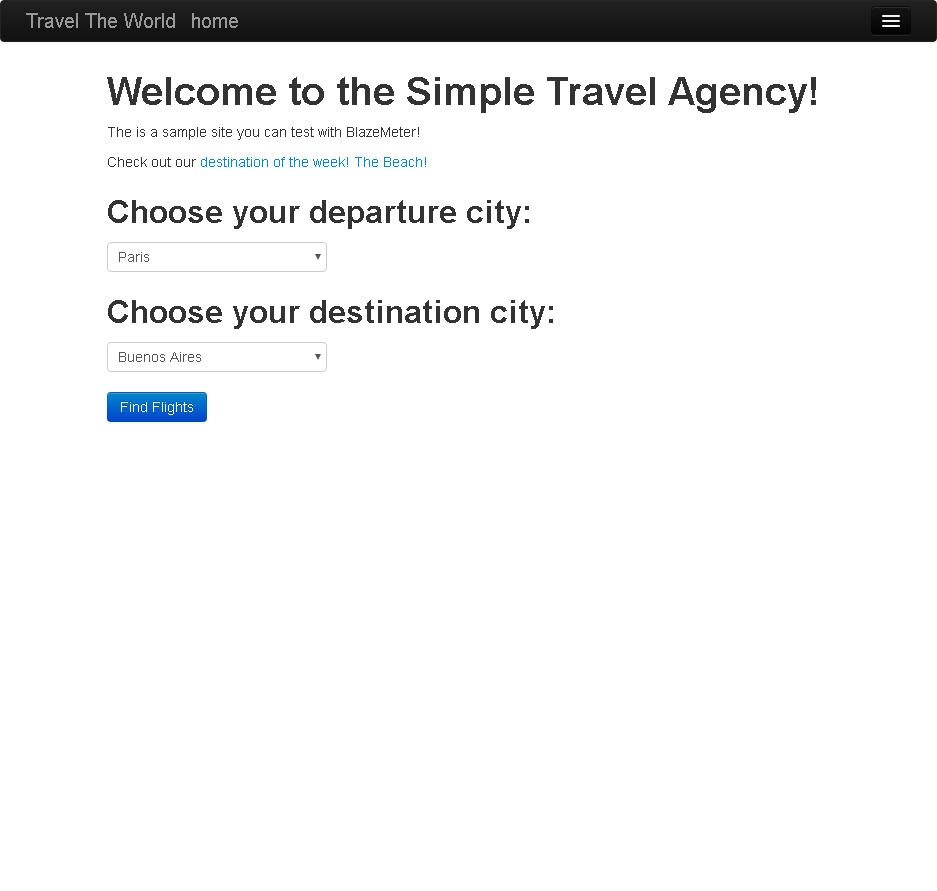 Travel The World home
Welcome to the Simple Travel Agency!
The is a sample site you can test with BlazeMeter!
Check out our destination of the week! The Beach!
Choose your departure city:
Paris
Choose your destination city:
Buenos Aires
Find Flights